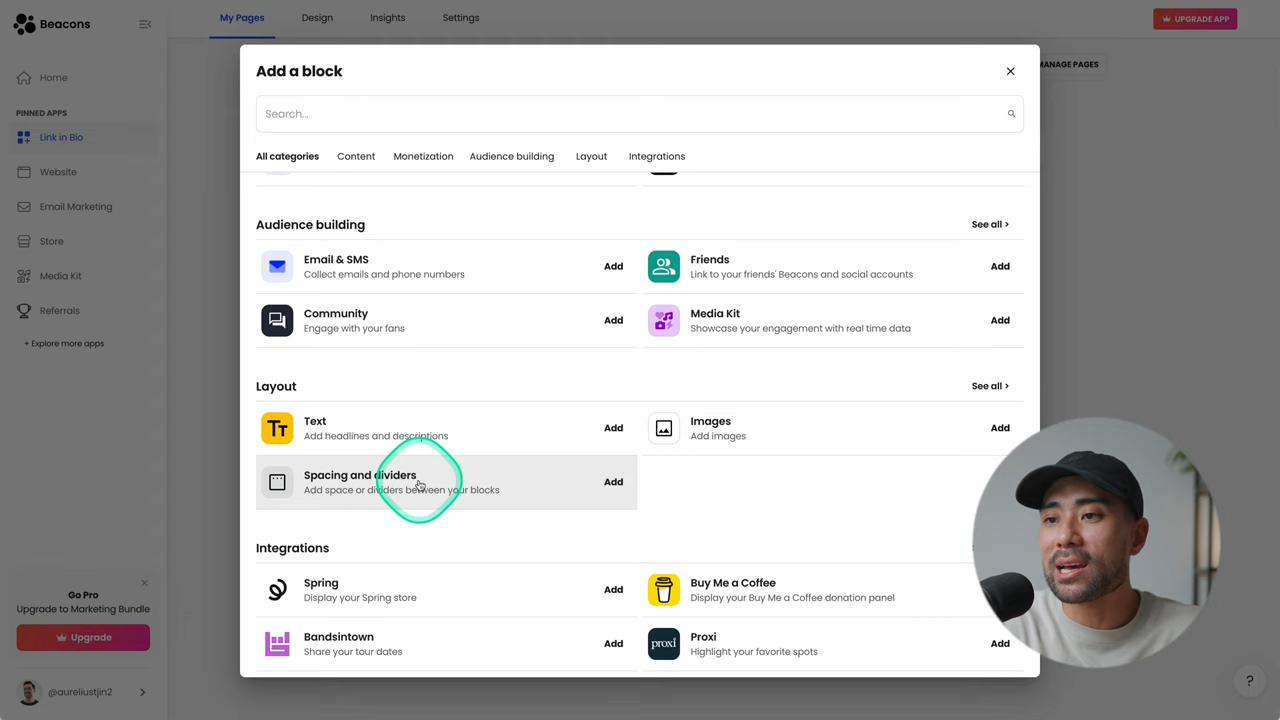 Beacons
My Pages
Design
Insights
Settings
UPGRADE APP
MANAGE PAGES
Home
PINNED APPS
Link in Bio
Website
Email Marketing
Store
Media Kit
Referrals
+ Explore more apps
Go Pro
Upgrade to Marketing Bundle
Upgrade
@aureliustjin2
Add a block
Search...
All categories
Content
Monetization
Audience building
Layout
Integrations
Audience building
See all >
Email & SMS
Collect emails and phone numbers
Add
Friends
Link to your friends' Beacons and social accounts
Add
Community
Engage with your fans
Add
Media Kit
Showcase your engagement with real time data
Add
Layout
See all >
TT
Text
Add headlines and descriptions
Add
Images
Add images
Add
Spacing and dividers
Add space or dividers between your blocks
Add
Integrations
Spring
Display your Spring store
Add
Buy Me a Coffee
Display your Buy Me a Coffee donation panel
Bandsintown
Share your tour dates
Add
proxi
Proxi
Highlight your favorite spots
Add
?